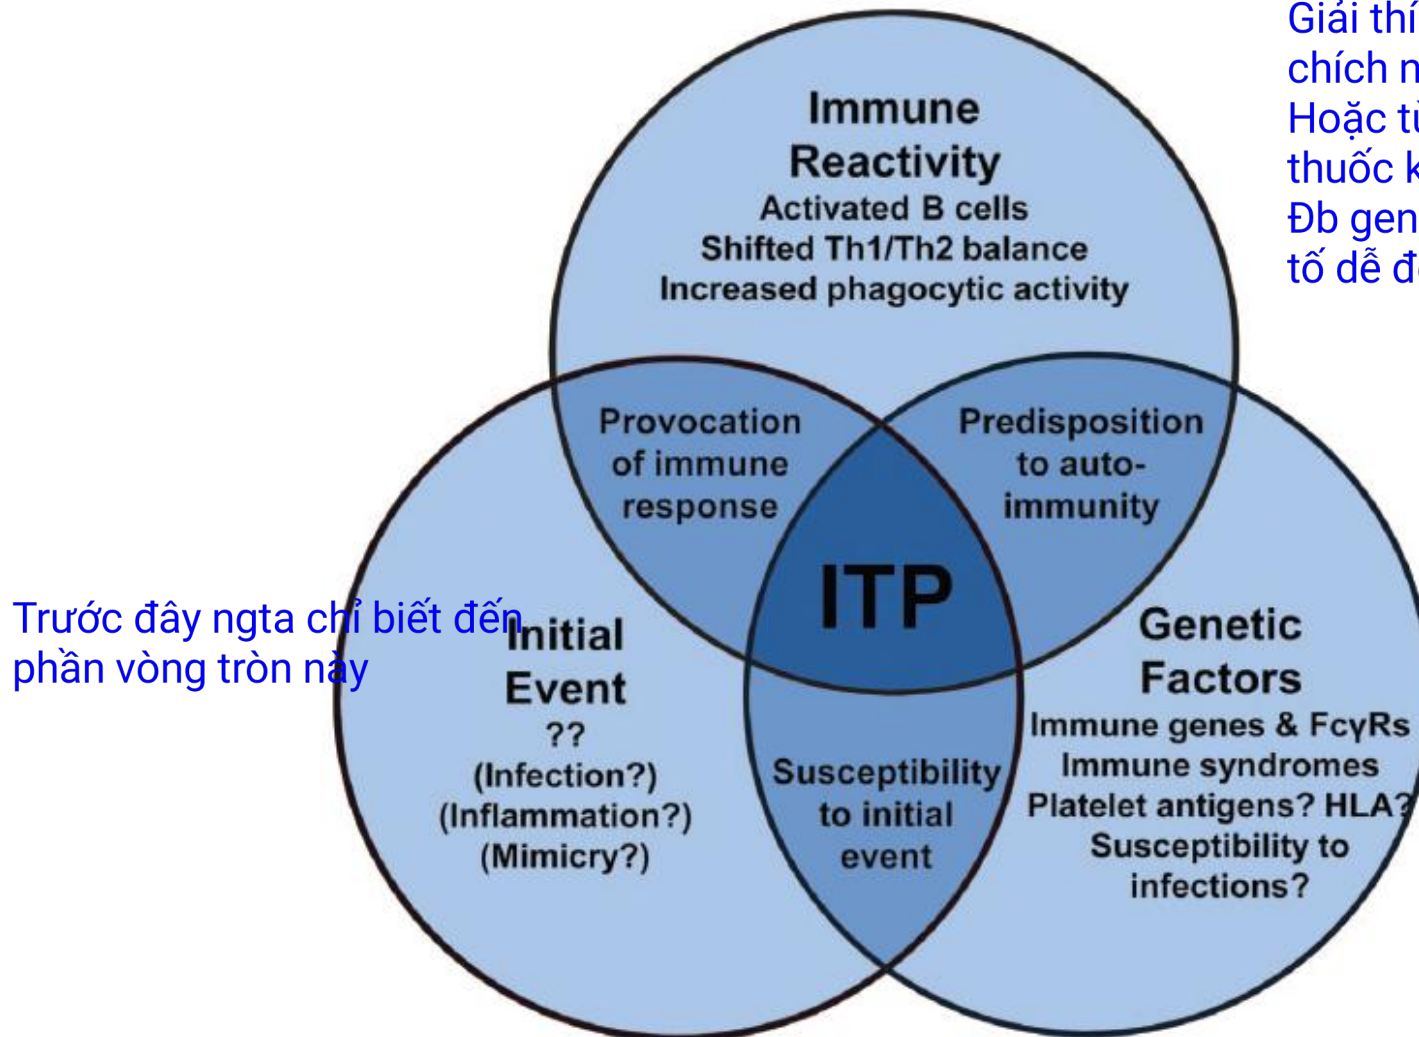 Giải
chích
Hoặc
thuốc
Đb gen
tố dễ
Immune
Reactivity
Activated B cells
Shifted Th1/Th2 balance
Increased phagocytic activity
Provocation
of immune
response
Predisposition
to auto-
immunity
ITP
Trước đây ngta chỉ biết đến
phần vòng tròn này
Initial
Event
??
(Infection?)
(Inflammation?)
(Mimicry?)
Susceptibility
to initial
event
Genetic
Factors
Immune genes & FcγRs
Immune syndromes
Platelet antigens? HLA?
Susceptibility to
infections?